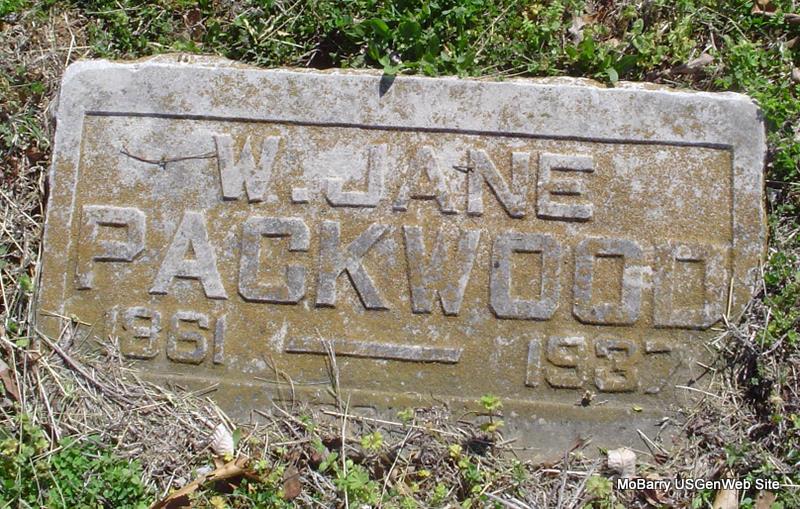 W. JANE
PACKWOOD
1861 — 1937
MoBarry USGenWeb Site